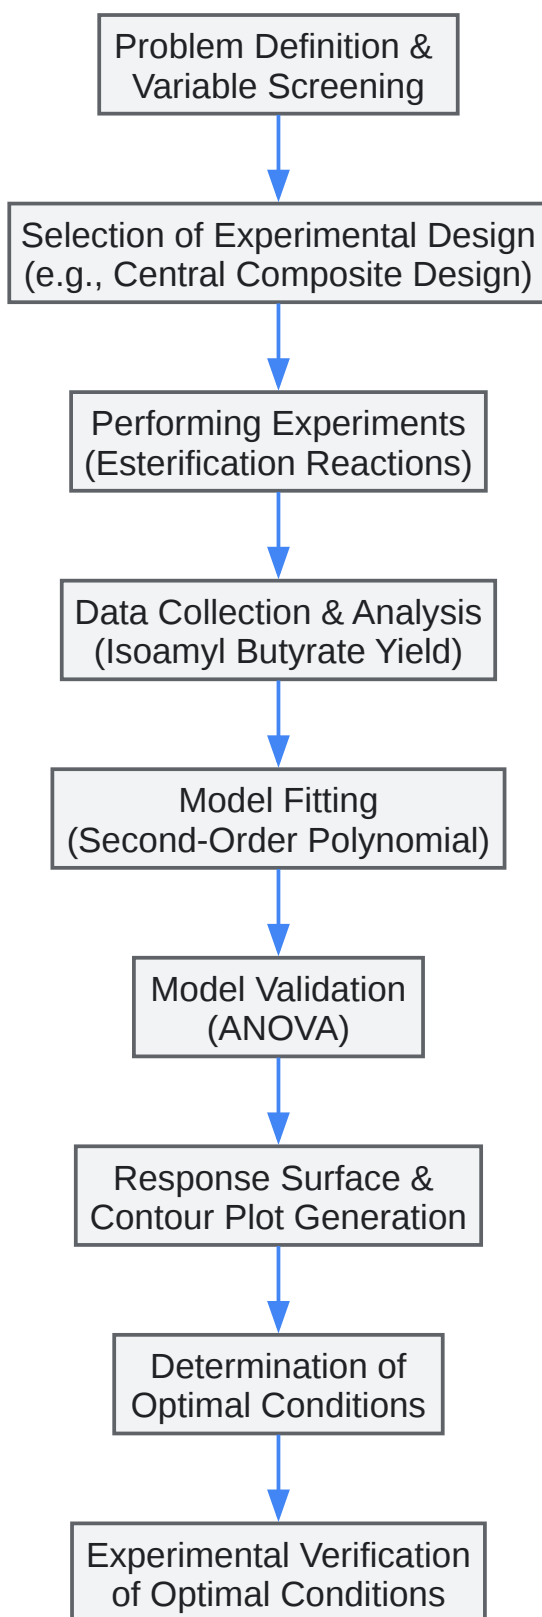 Problem Definition &
Variable Screening
Selection of Experimental Design
(e.g., Central Composite Design)
Performing Experiments
(Esterification Reactions)
Data Collection & Analysis
(Isoamyl Butyrate Yield)
Model Fitting
(Second-Order Polynomial)
Model Validation
(ANOVA)
Response Surface &
Contour Plot Generation
Determination of
Optimal Conditions
Experimental Verification
of Optimal Conditions